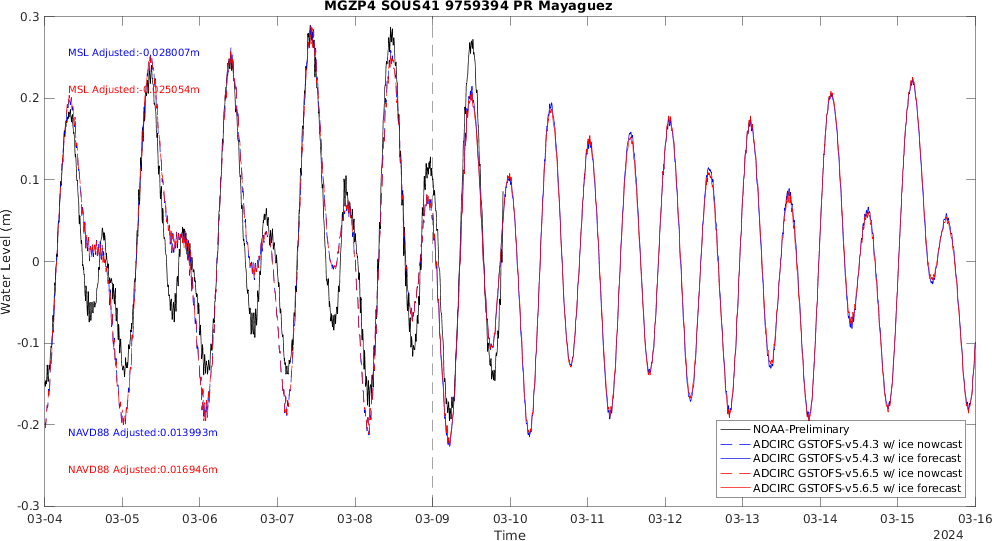 MGZP4 SOUS41 9759394 PR Mayaguez
0.3
0.2
0.1
0
-0.1
-0.2
-0.3
Water Level (m)
MSL Adjusted:-0.028007m
MSL Adjusted:-0.025054m
NAVD88 Adjusted:0.013993m
NAVD88 Adjusted:0.016946m
NOAA-Preliminary
ADCIRC GSTOFS-v5.4.3 w/ ice nowcast
ADCIRC GSTOFS-v5.4.3 w/ ice forecast
ADCIRC GSTOFS-v5.6.5 w/ ice nowcast
ADCIRC GSTOFS-v5.6.5 w/ ice forecast
03-04 03-05 03-06 03-07 03-08 03-09 03-10 03-11 03-12 03-13 03-14 03-15 03-16
Time
2024